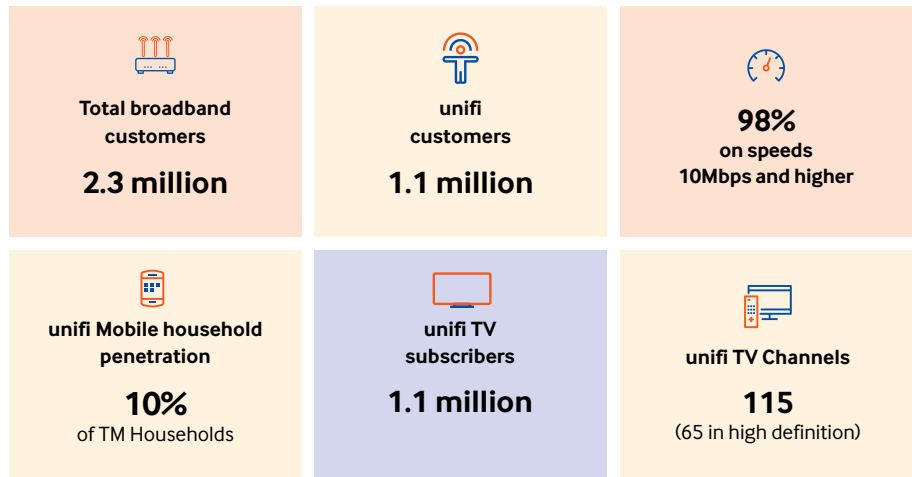 Total broadband
customers
2.3 million
unifi
customers
1.1 million
98%
on speeds
10Mbps and higher
unifi Mobile household
penetration
10%
of TM Households
unifi TV
subscribers
1.1 million
unifi TV Channels
115
(65 in high definition)